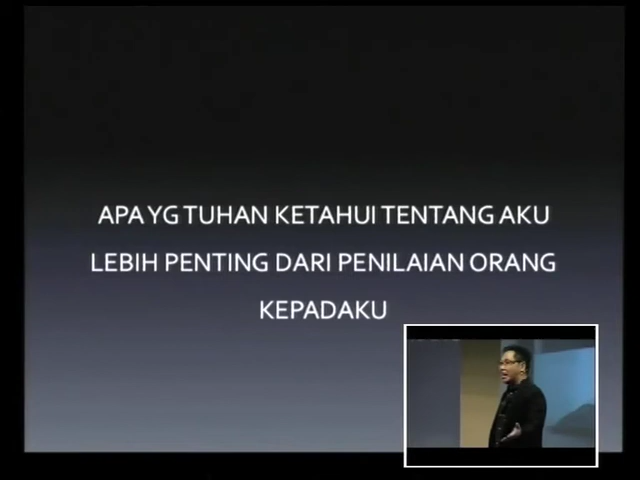 APA YG TUHAN KETAHUI TENTANG AKU
LEBIH PENTING DARI PENILAIAN ORANG
KEPADAKU